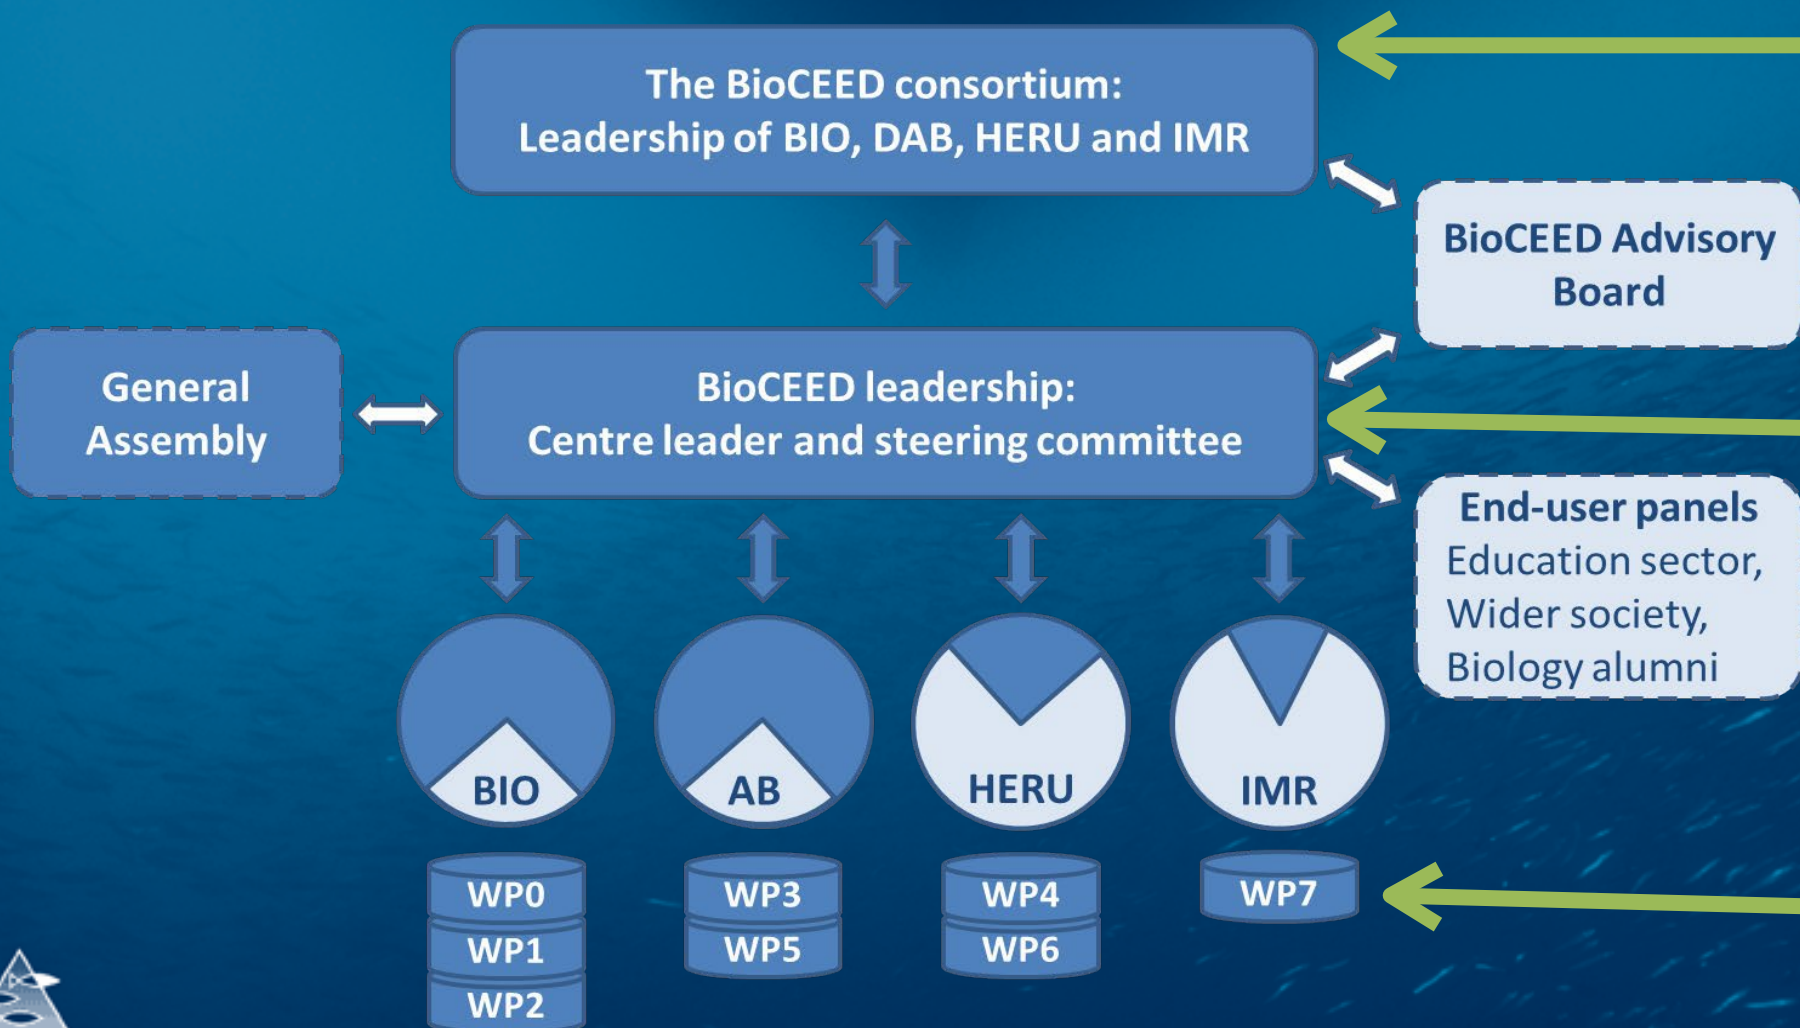 The BioCEED consortium:
Leadership of BIO, DAB, HERU and IMR
BioCEED Advisory
Board
General
Assembly
BioCEED leadership:
Centre leader and steering committee
End-user panels
Education sector,
Wider society,
Biology alumni
BIO
AB
HERU
IMR
WP0
WP1
WP2
WP3
WP5
WP4
WP6
WP7